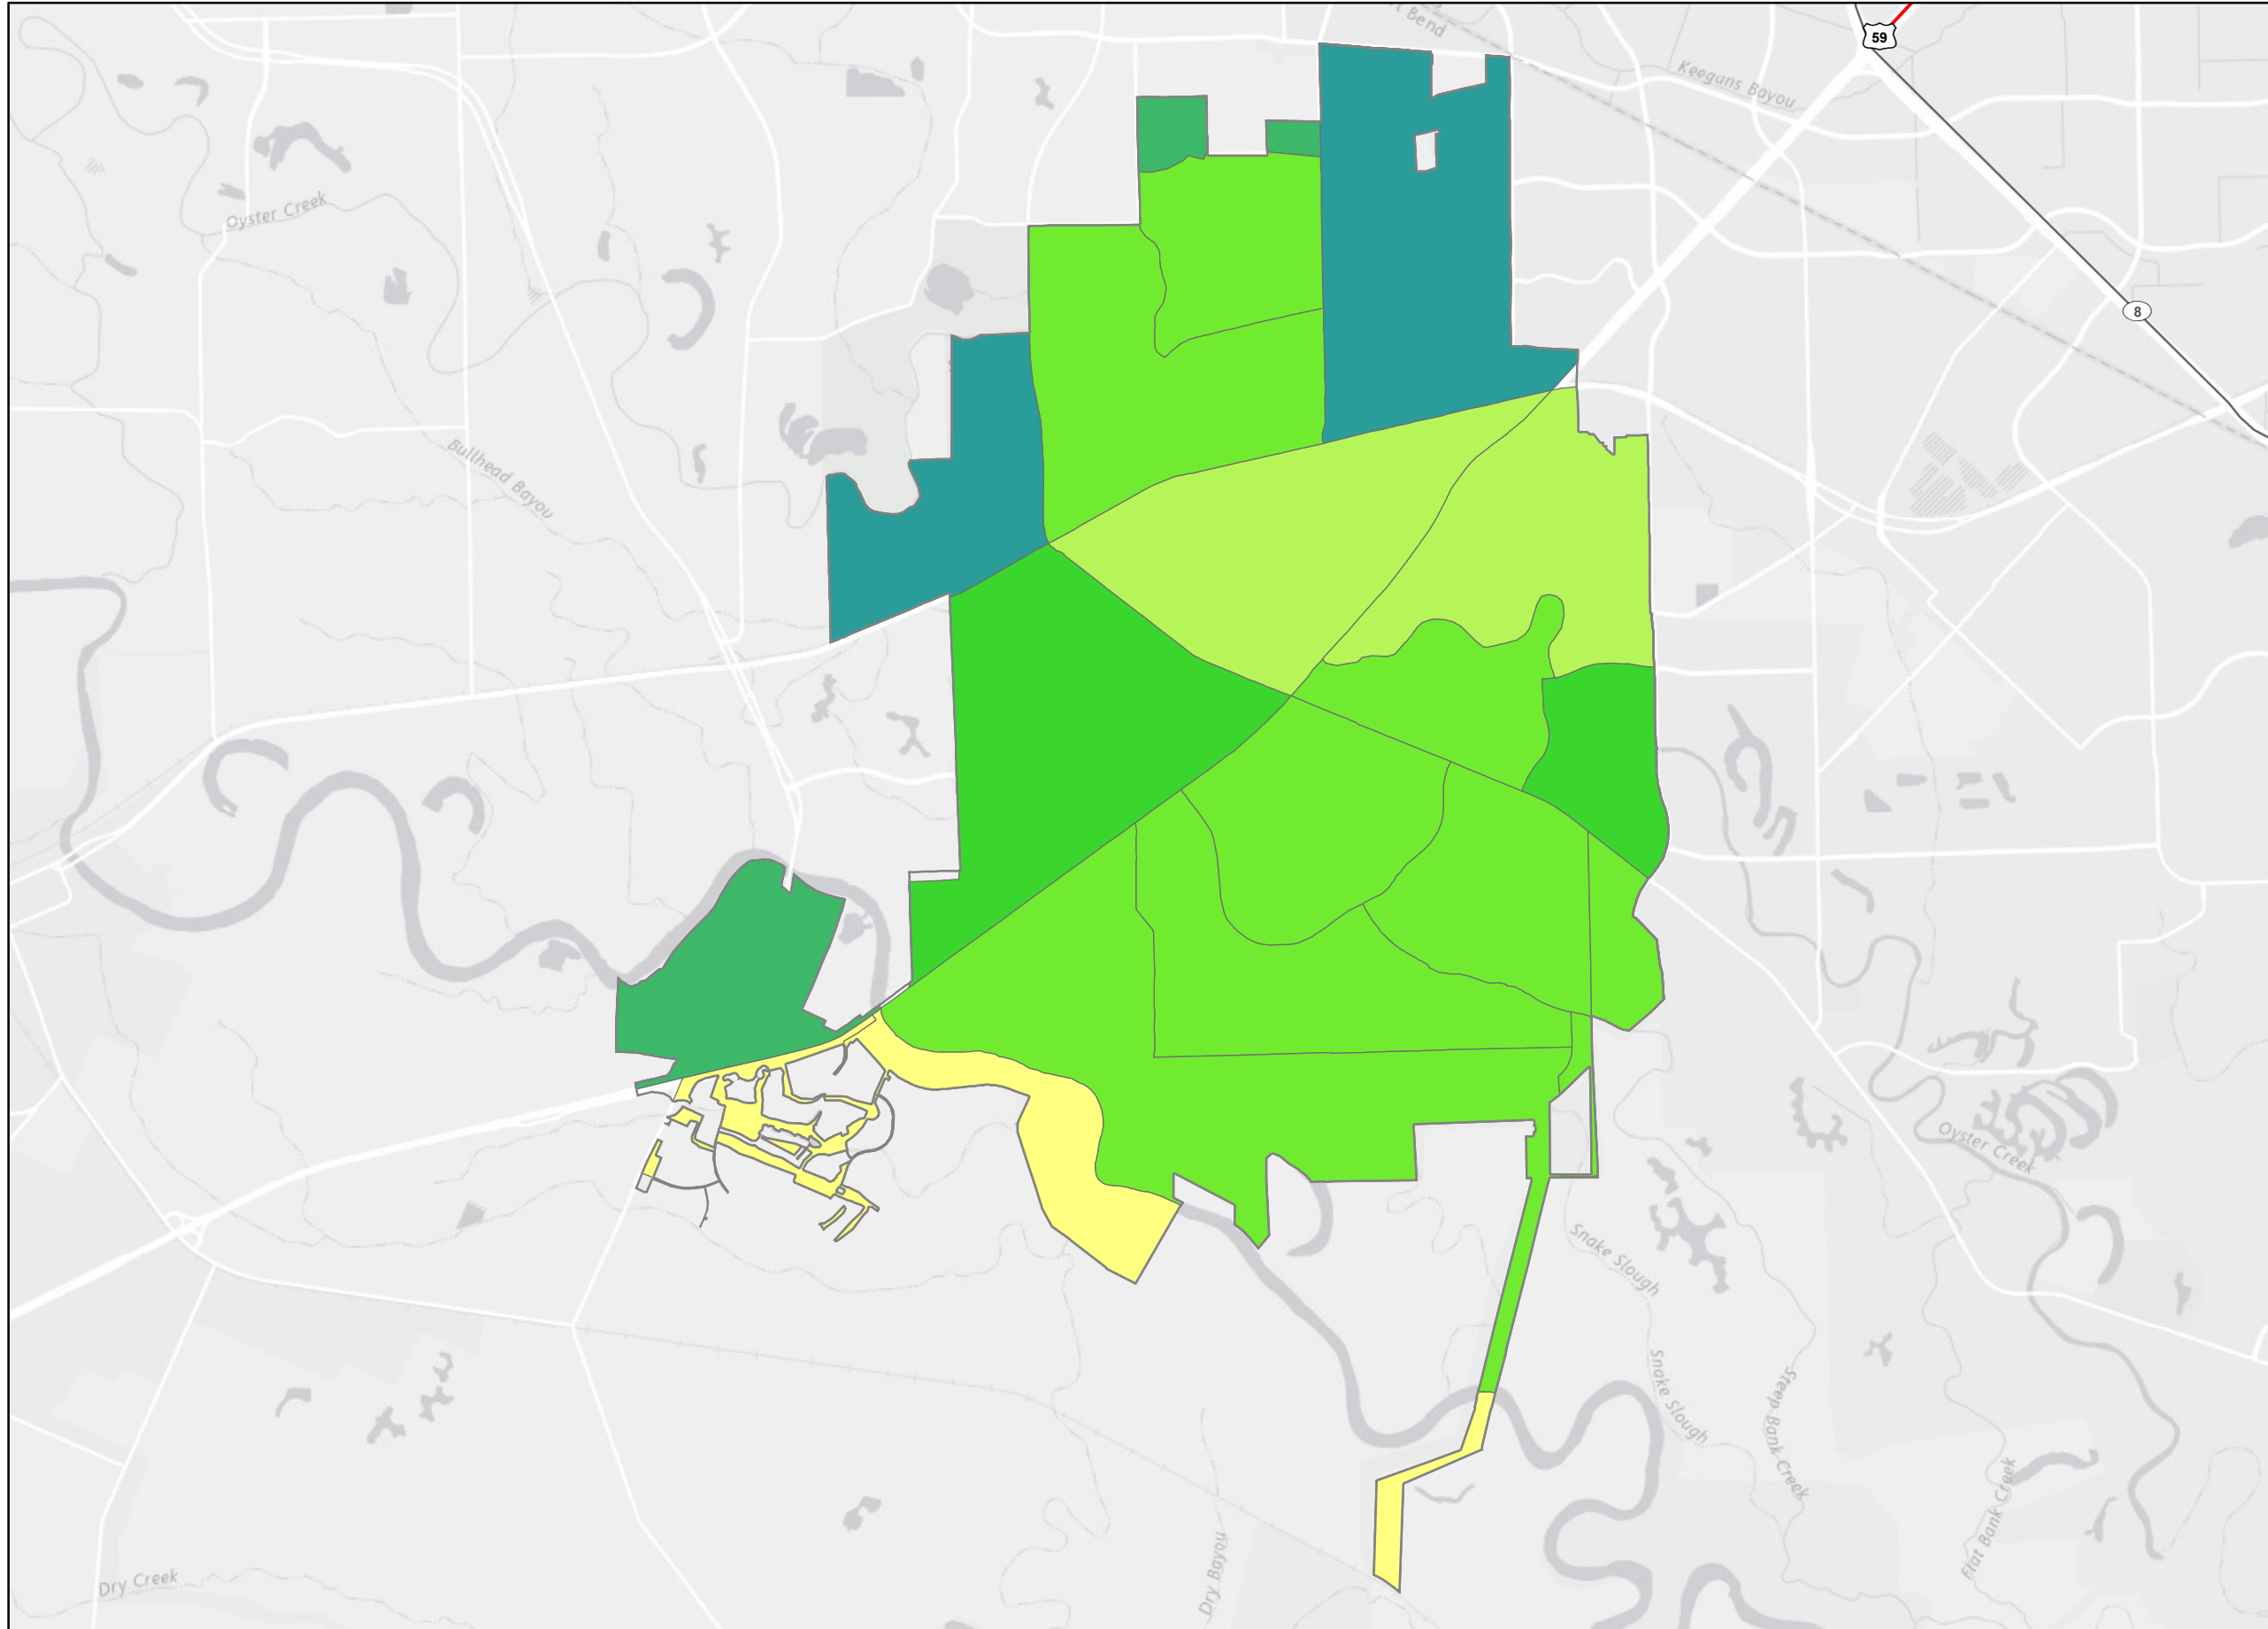 Bend
59
Keegans Bayou
Oyster Creek
8
Bullhead Bayou
Oyster Creek
Snake Slough
Snake Slough
Steep Bank Creek
Flat Bank Creek
Dry Bayou
Dry Creek